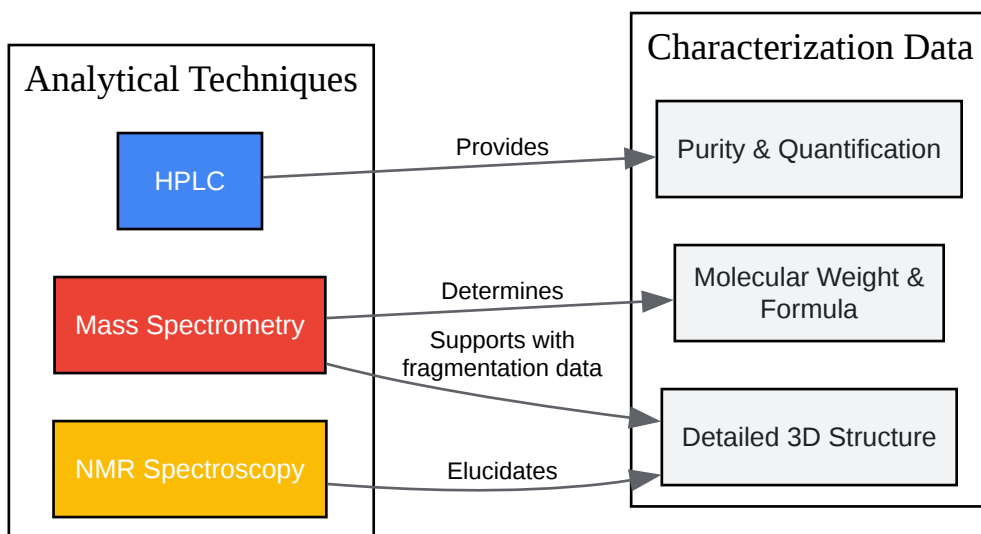 Analytical Techniques
HPLC
Mass Spectrometry
NMR Spectroscopy
Provides
Determines
Supports with
fragmentation data
Elucidates
Characterization Data
Purity & Quantification
Molecular Weight &
Formula
Detailed 3D Structure